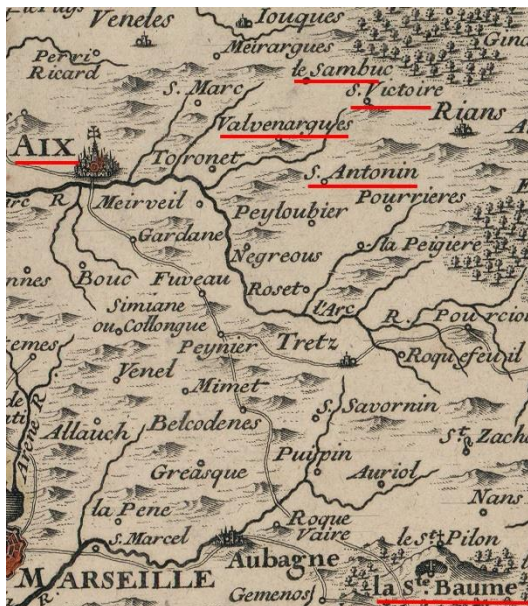 Veneles
Iouques
Meirargues
Perri
Ricard
le Sambuc
S. Marc
S. Victoire
Rians
Valvenargues
AIX
Toronet
S. Antonin
Pourrieres
R.
Meirveil
Peyloubier
Gardane
Negreous
la Peigiere
Bouc
Fuveau
Roset
Simiane
ou Collongue
l'Arc
R.
Pourciol
Peynier
Tretz
Roquefeuil
Venel
Mimet
S. Savornin
Belcodenes
Allauch
Arene R.
Puipin
Greasque
Auriol
Nans
la Pene
Roque
Vaire
S. Marcel
le St. Pilon
Aubagne
MARSEILLE
la Ste Baume
Gemenos